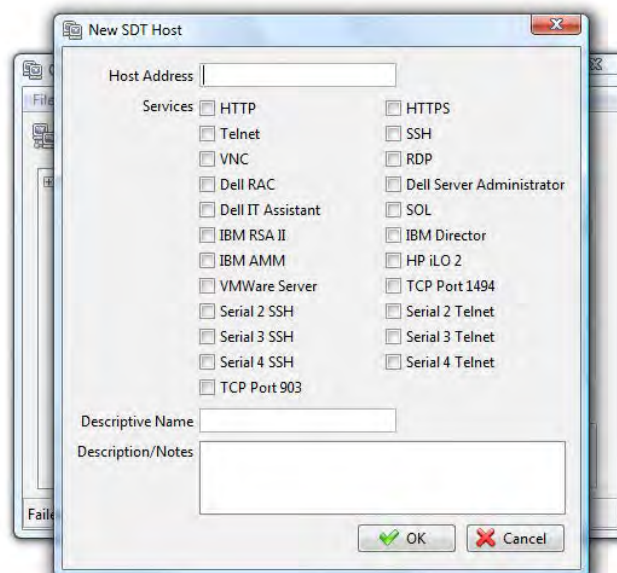 New SDT Host
Host Address
Services
HTTP HTTPS
Telnet SSH
VNC RDP
Dell RAC Dell Server Administrator
Dell IT Assistant SOL
IBM RSA II IBM Director
IBM AMM HP iLO 2
VMWare Server TCP Port 1494
Serial 2 SSH Serial 2 Telnet
Serial 3 SSH Serial 3 Telnet
Serial 4 SSH Serial 4 Telnet
TCP Port 903
Descriptive Name
Description/Notes
OK Cancel